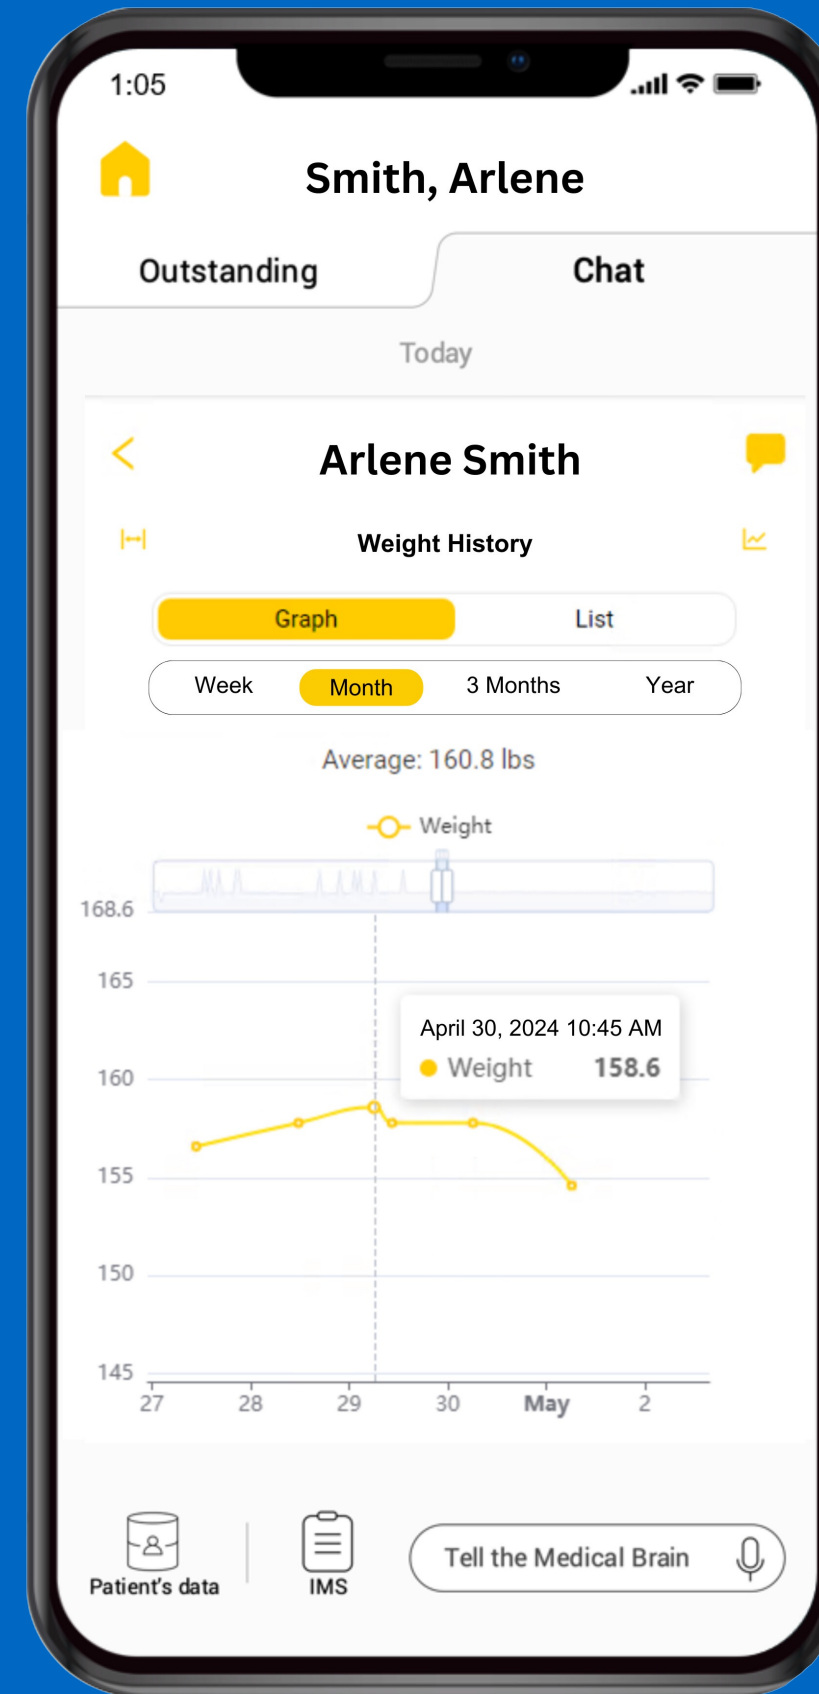 1:05
Smith, Arlene
Outstanding
Chat
Today
Arlene Smith
Weight History
Graph
List
Week
Month
3 Months
Year
Average: 160.8 lbs
Weight
168.6
165
April 30, 2024 10:45 AM
Weight 158.6
160
155
150
145
27 28 29 30 May 2
Tell the Medical Brain
Patient's data
IMS